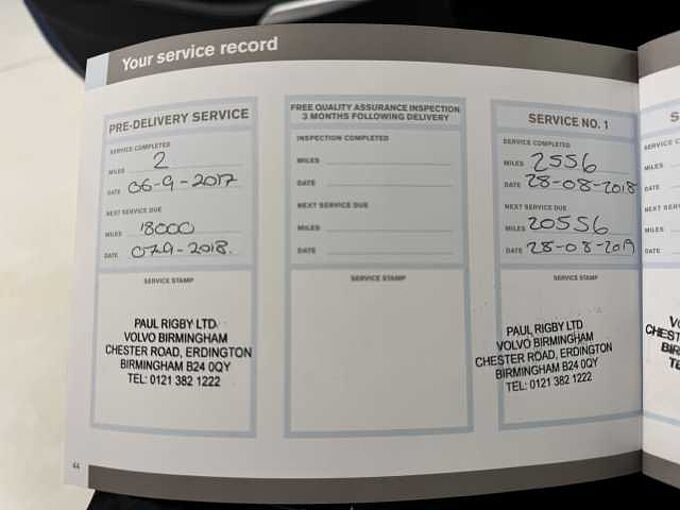 Your service record
PRE-DELIVERY SERVICE
SERVICE COMPLETED
MILES 2
DATE 06-9-2017
NEXT SERVICE DUE
MILES 18000
DATE 07-9-2018.
SERVICE STAMP
PAUL RIGBY LTD
VOLVO BIRMINGHAM
CHESTER ROAD, ERDINGTON
BIRMINGHAM B24 0QY
TEL: 0121 382 1222
FREE QUALITY ASSURANCE INSPECTION
3 MONTHS FOLLOWING DELIVERY
INSPECTION COMPLETED
MILES
DATE
NEXT SERVICE DUE
MILES
DATE
SERVICE STAMP
SERVICE NO. 1
SERVICE COMPLETED
MILES 2556
DATE 28-08-2018
NEXT SERVICE DUE
MILES 20556
DATE 28-08-2019
SERVICE STAMP
PAUL RIGBY LTD
VOLVO BIRMINGHAM
CHESTER ROAD, ERDINGTON
BIRMINGHAM B24 0QY
TEL: 0121 382 1222
44
MILES
DATE
MILES
DATE